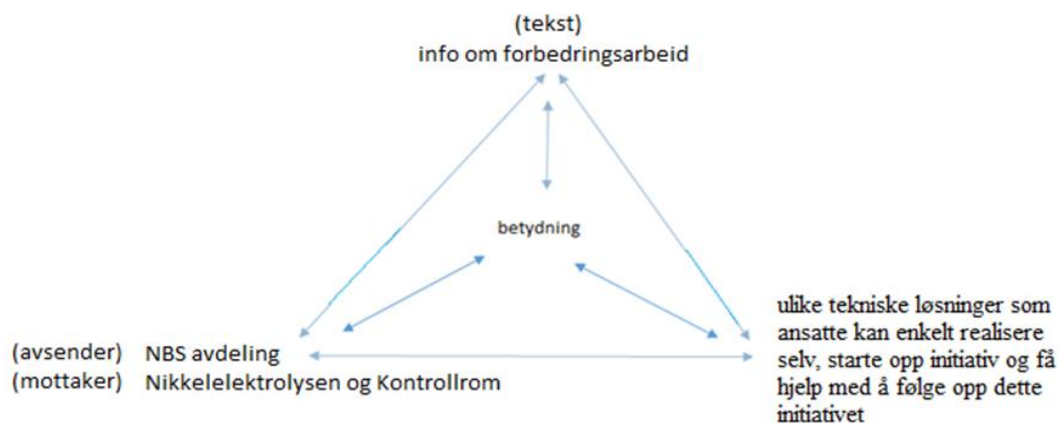 (tekst)
info om forbedringsarbeid
betydning
(avsender) NBS avdeling
(mottaker) Nikkelelektrolysen og Kontrollrom
ulike tekniske løsninger som
ansatte kan enkelt realisere
selv, starte opp initiativ og få
hjelp med å følge opp dette
initiativet